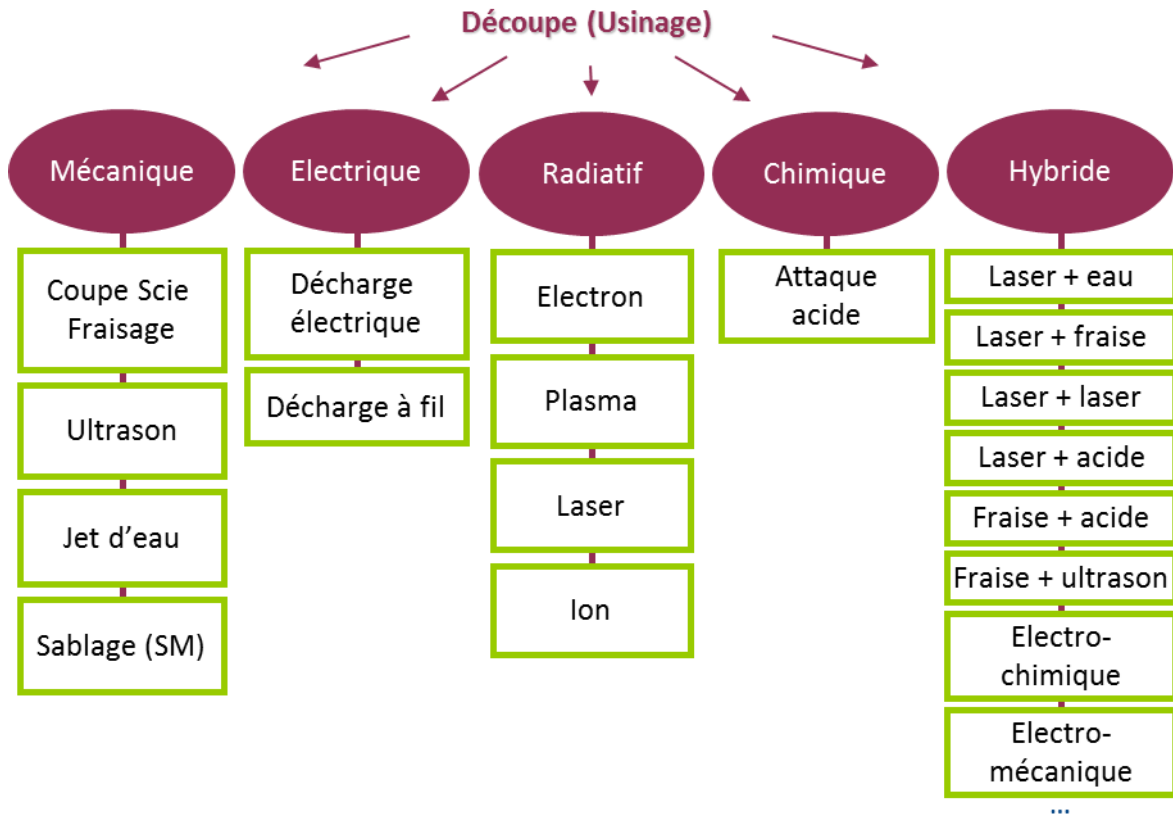 Découpe (Usinage)
Mécanique
Coupe Scie
Fraisage
Ultrason
Jet d’eau
Sablage (SM)
Electrique
Décharge
électrique
Décharge à fil
Radiatif
Electron
Plasma
Laser
Ion
Chimique
Attaque
acide
Hybride
Laser + eau
Laser + fraise
Laser + laser
Laser + acide
Fraise + acide
Fraise + ultrason
Electro-
chimique
Electro-
mécanique
...